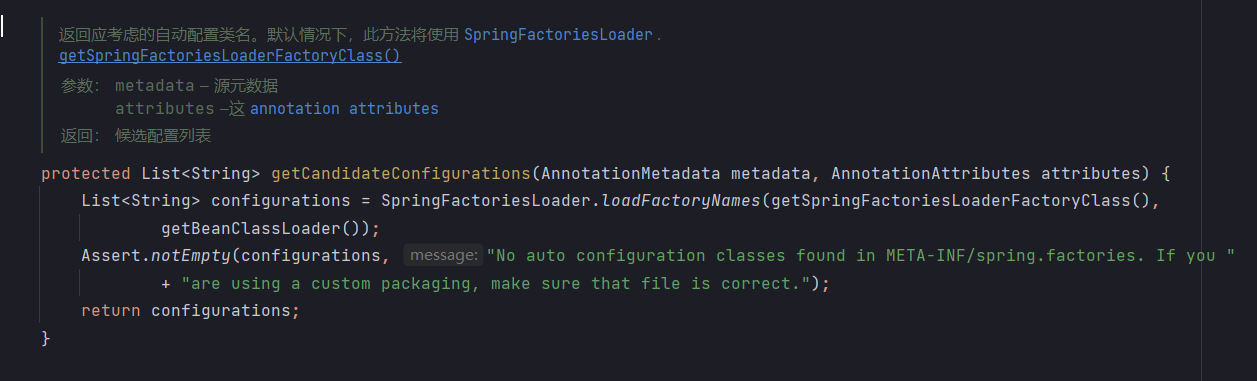 返回应考虑的自动配置类名。默认情况下，此方法将使用 SpringFactoriesLoader .
getSpringFactoriesLoaderFactoryClass()
参数： metadata – 源元数据
attributes –这 annotation attributes
返回： 候选配置列表
protected List<String> getCandidateConfigurations(AnnotationMetadata metadata, AnnotationAttributes attributes) {
List<String> configurations = SpringFactoriesLoader.loadFactoryNames(getSpringFactoriesLoaderFactoryClass(),
getBeanClassLoader());
Assert.notEmpty(configurations, message: "No auto configuration classes found in META-INF/spring.factories. If you "
+ "are using a custom packaging, make sure that file is correct.");
return configurations;
}